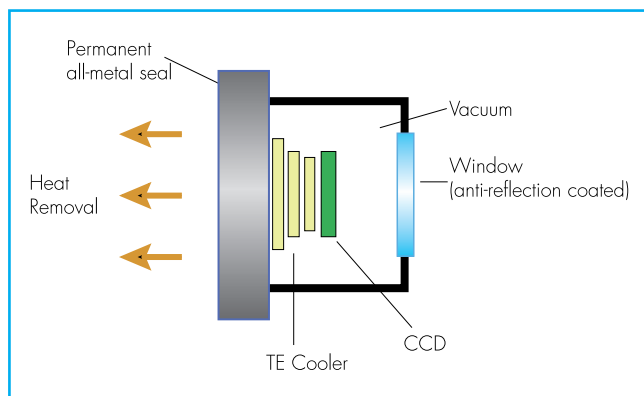 Permanent
all-metal seal
Vacuum
Window
(anti-reflection coated)
Heat
Removal
CCD
TE Cooler